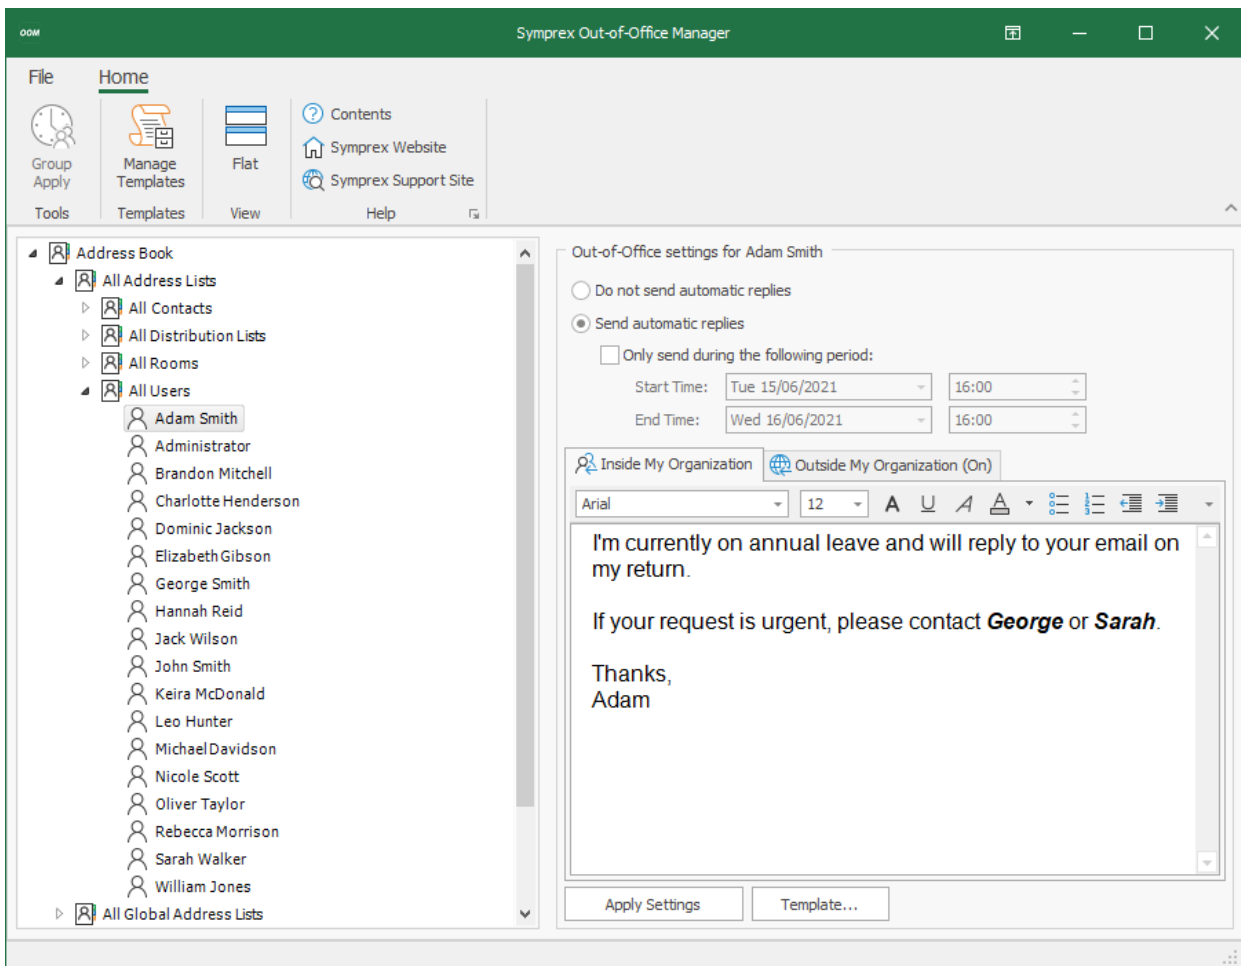 OOM
Symprex Out-of-Office Manager
File Home
Group Apply
Manage Templates
Flat
Contents
Symprex Website
Symprex Support Site
Tools Templates View Help
Address Book
All Address Lists
All Contacts
All Distribution Lists
All Rooms
All Users
Adam Smith
Administrator
Brandon Mitchell
Charlotte Henderson
Dominic Jackson
Elizabeth Gibson
George Smith
Hannah Reid
Jack Wilson
John Smith
Keira McDonald
Leo Hunter
Michael Davidson
Nicole Scott
Oliver Taylor
Rebecca Morrison
Sarah Walker
William Jones
All Global Address Lists
Out-of-Office settings for Adam Smith
Do not send automatic replies
Send automatic replies
Only send during the following period:
Start Time: Tue 15/06/2021 16:00
End Time: Wed 16/06/2021 16:00
Inside My Organization Outside My Organization (On)
Arial 12 A U A A
I'm currently on annual leave and will reply to your email on
my return.
If your request is urgent, please contact George or Sarah.
Thanks,
Adam
Apply Settings Template...